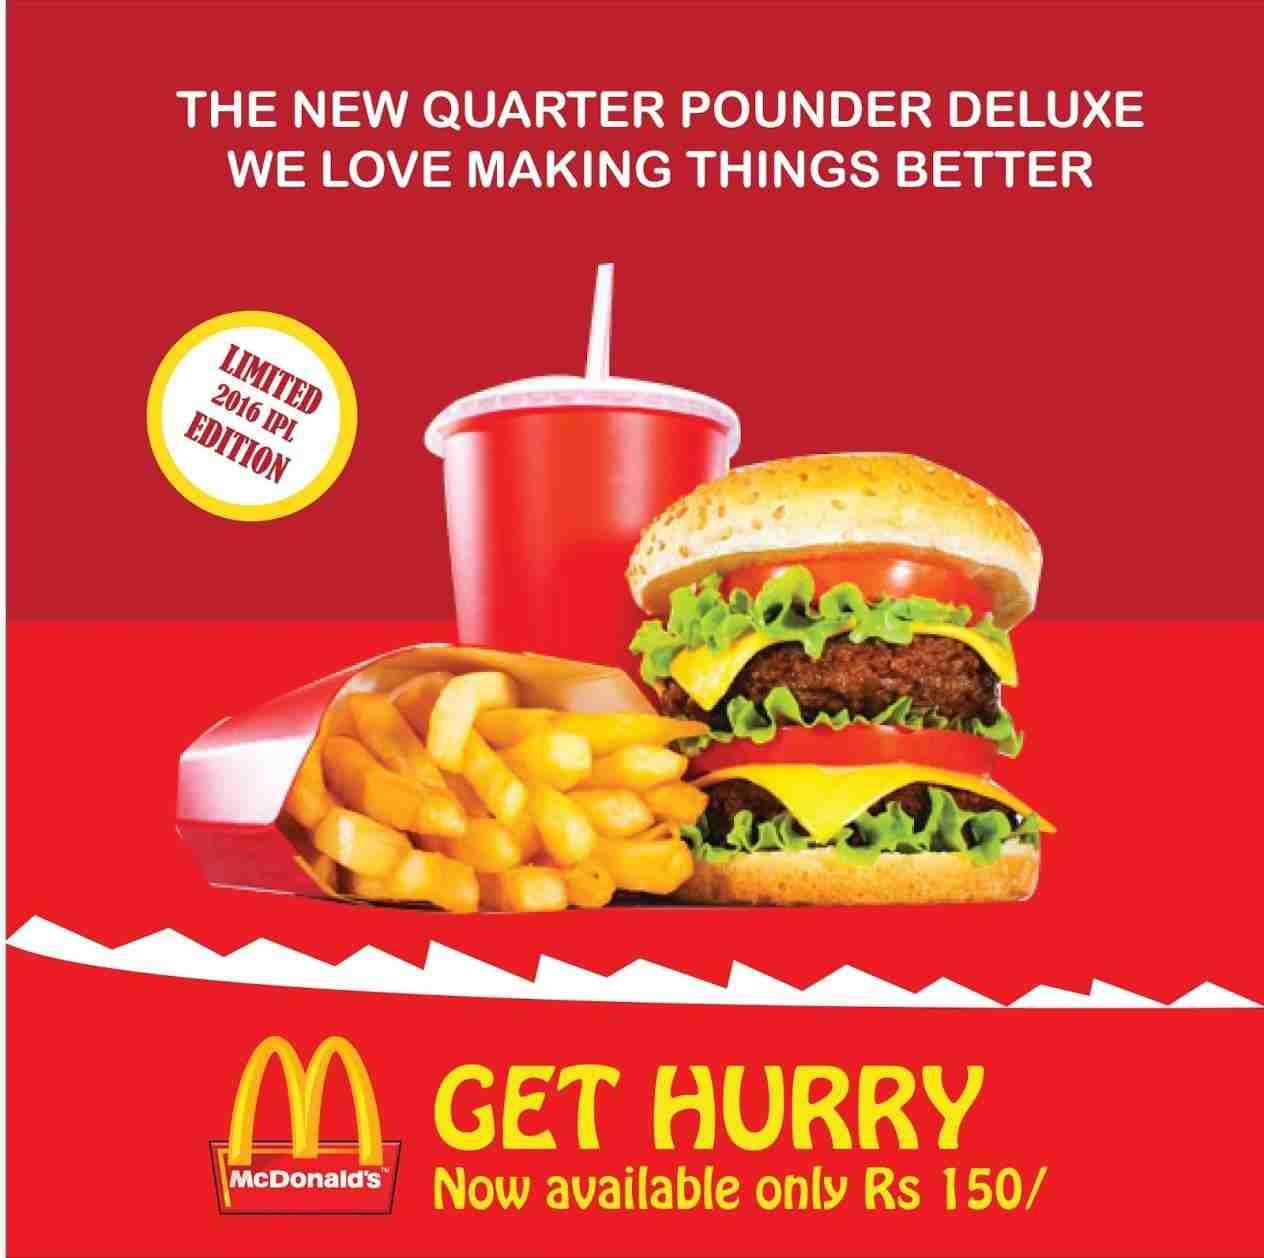 THE NEW QUARTER POUNDER DELUXE
WE LOVE MAKING THINGS BETTER
LIMITED
2016 IPL
EDITION
McDonald's™
GET HURRY
Now available only Rs 150/